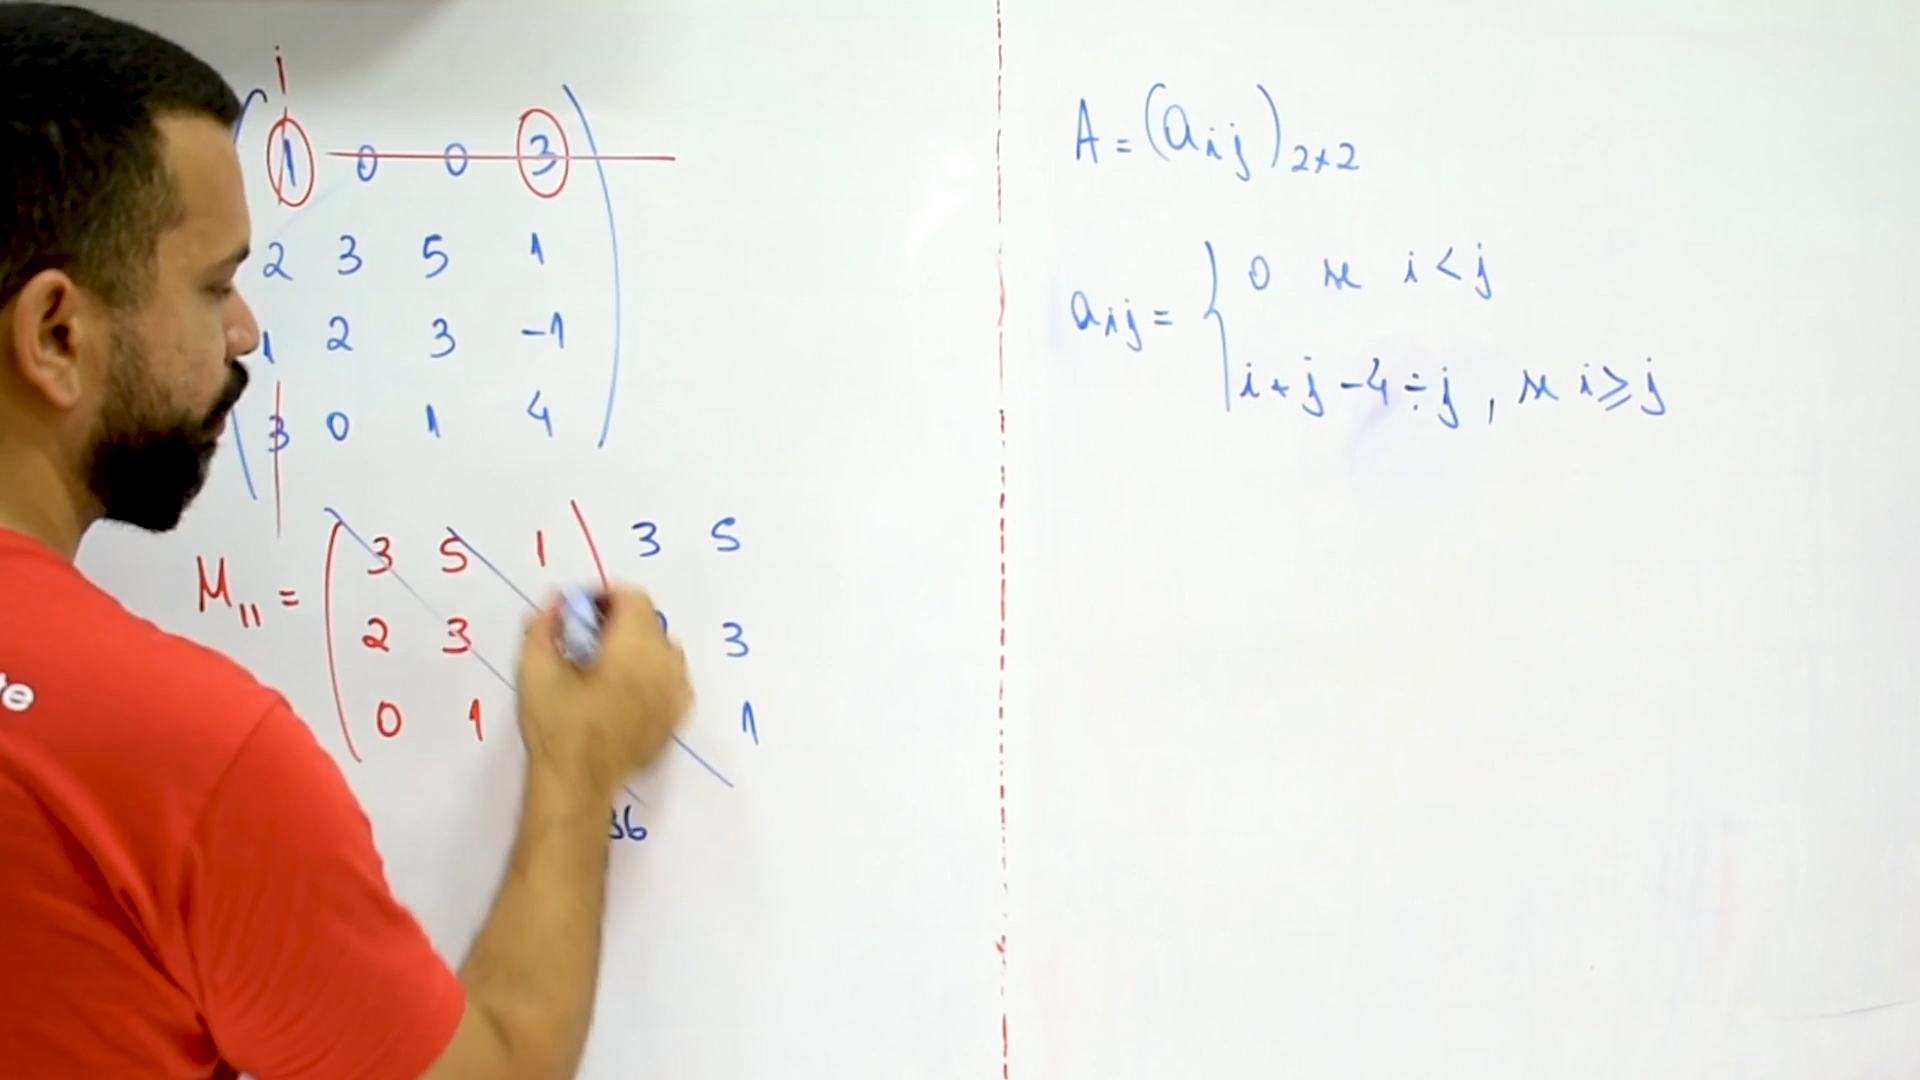 1 0 0 3
2 3 5 1
1 2 3 -1
3 0 1 4
M₁₁ = ( 3 5 1 ) 3 5
2 3 3
0 1 1
36
A = (aij)2x2
aij = { 0 se i < j
i + j - 4 ÷ j , se i ≥ j